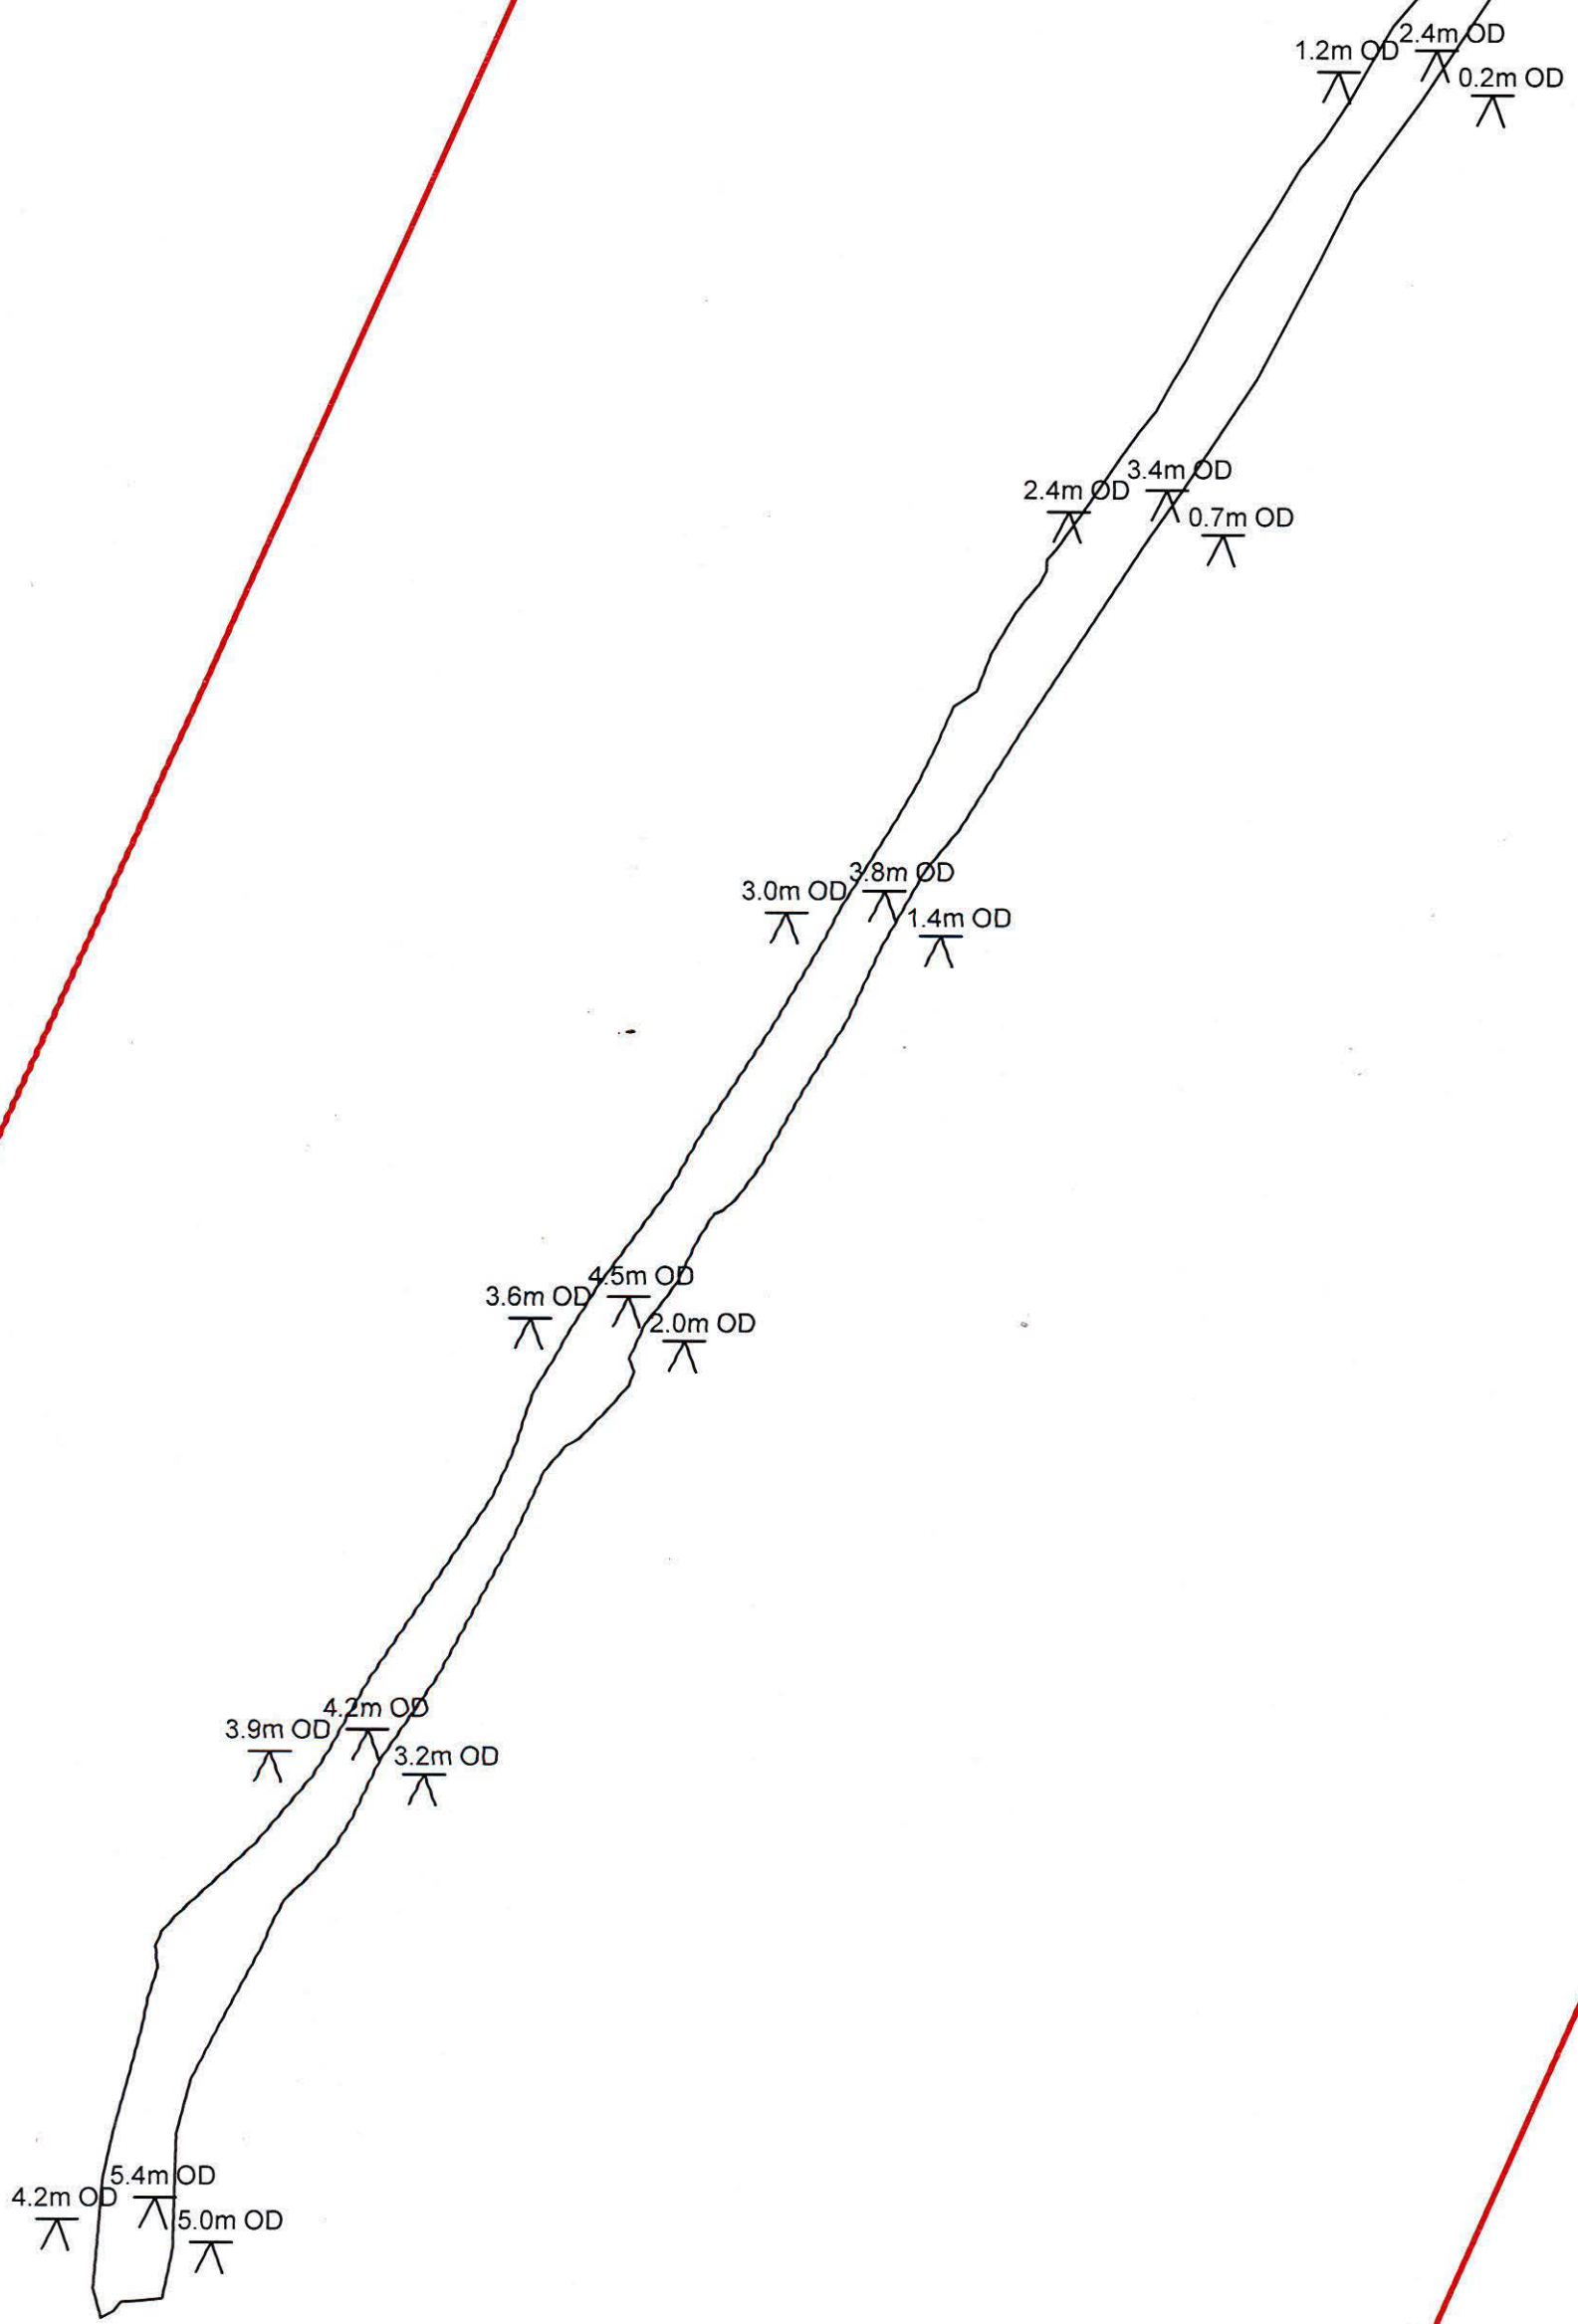 2.4m OD
1.2m OD
0.2m OD
3.4m OD
2.4m OD
0.7m OD
3.8m OD
3.0m OD
1.4m OD
4.5m OD
3.6m OD
2.0m OD
4.2m OD
3.9m OD
3.2m OD
5.4m OD
4.2m OD
5.0m OD